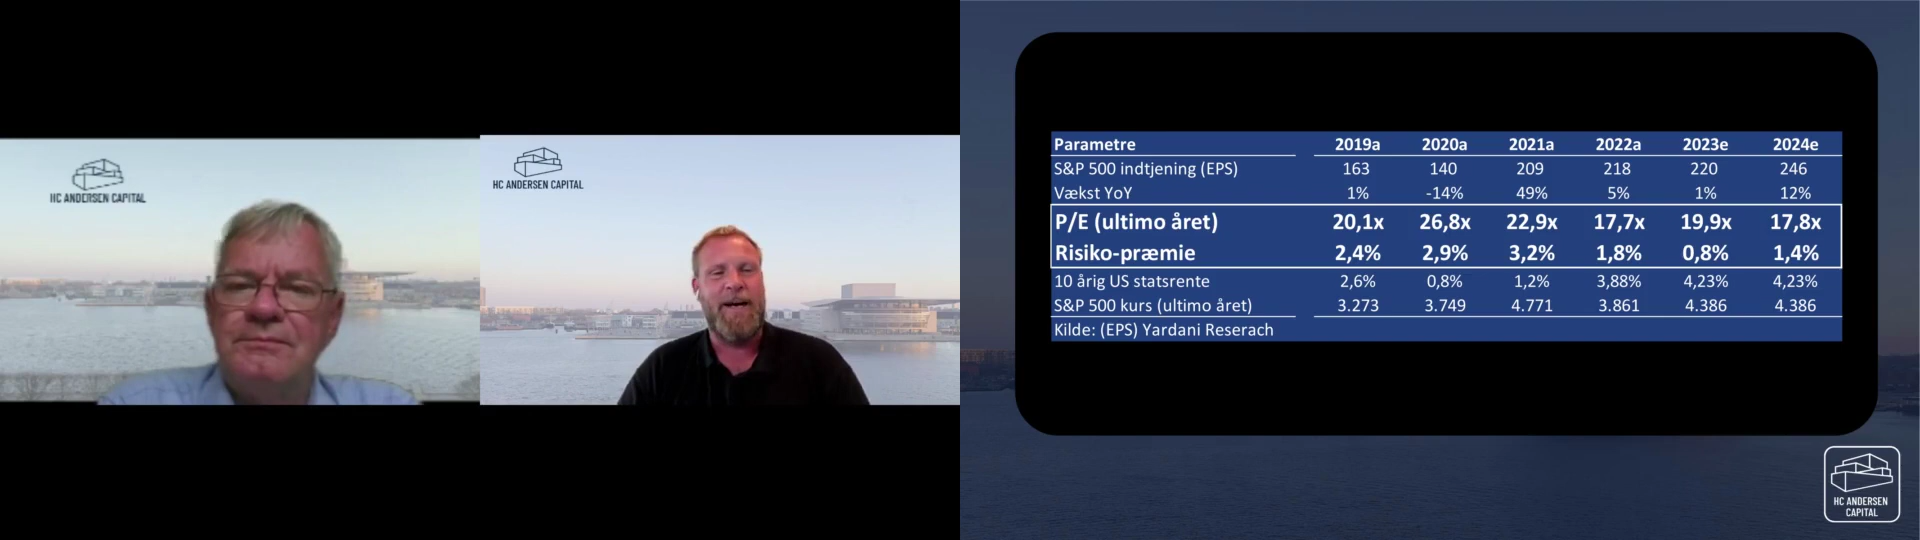 HC ANDERSEN CAPITAL
HC ANDERSEN CAPITAL
Parametre 2019a 2020a 2021a 2022a 2023e 2024e
S&P 500 indtjening (EPS) 163 140 209 218 220 246
Vækst YoY 1% -14% 49% 5% 1% 12%
P/E (ultimo året) 20,1x 26,8x 22,9x 17,7x 19,9x 17,8x
Risiko-præmie 2,4% 2,9% 3,2% 1,8% 0,8% 1,4%
10 årig US statsrente 2,6% 0,8% 1,2% 3,88% 4,23% 4,23%
S&P 500 kurs (ultimo året) 3.273 3.749 4.771 3.861 4.386 4.386
Kilde: (EPS) Yardani Reserach
HC ANDERSEN
CAPITAL